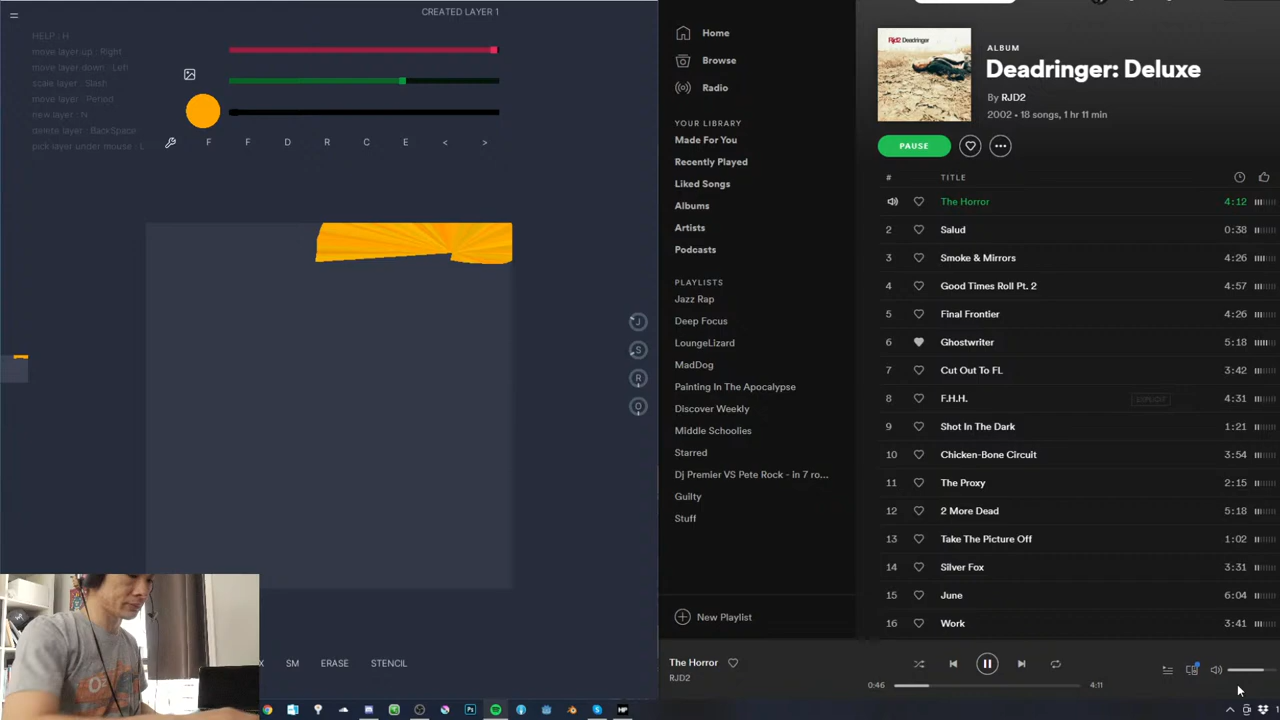 CREATED LAYER 1
HELP : H
move layer up : Right
move layer down : Left
scale layer : Slash
move layer : Period
new layer : N
delete layer : BackSpace
pick layer under mouse : L
F F D R C E < >
J
S
R
O
SM ERASE STENCIL
Home
Browse
Radio
YOUR LIBRARY
Made For You
Recently Played
Liked Songs
Albums
Artists
Podcasts
PLAYLISTS
Jazz Rap
Deep Focus
LoungeLizard
MadDog
Painting In The Apocalypse
Discover Weekly
Middle Schoolies
Starred
Dj Premier VS Pete Rock - in 7 ro...
Guilty
Stuff
New Playlist
Rjd2 Deadringer
ALBUM
Deadringer: Deluxe
By RJD2
2002 • 18 songs, 1 hr 11 min
PAUSE
# TITLE
The Horror 4:12
2 Salud 0:38
3 Smoke & Mirrors 4:26
4 Good Times Roll Pt. 2 4:57
5 Final Frontier 4:26
6 Ghostwriter 5:18
7 Cut Out To FL 3:42
8 F.H.H. EXPLICIT 4:31
9 Shot In The Dark 1:21
10 Chicken-Bone Circuit 3:54
11 The Proxy 2:15
12 2 More Dead 5:18
13 Take The Picture Off 1:02
14 Silver Fox 3:31
15 June 6:04
16 Work 3:41
The Horror
RJD2
0:46 4:11